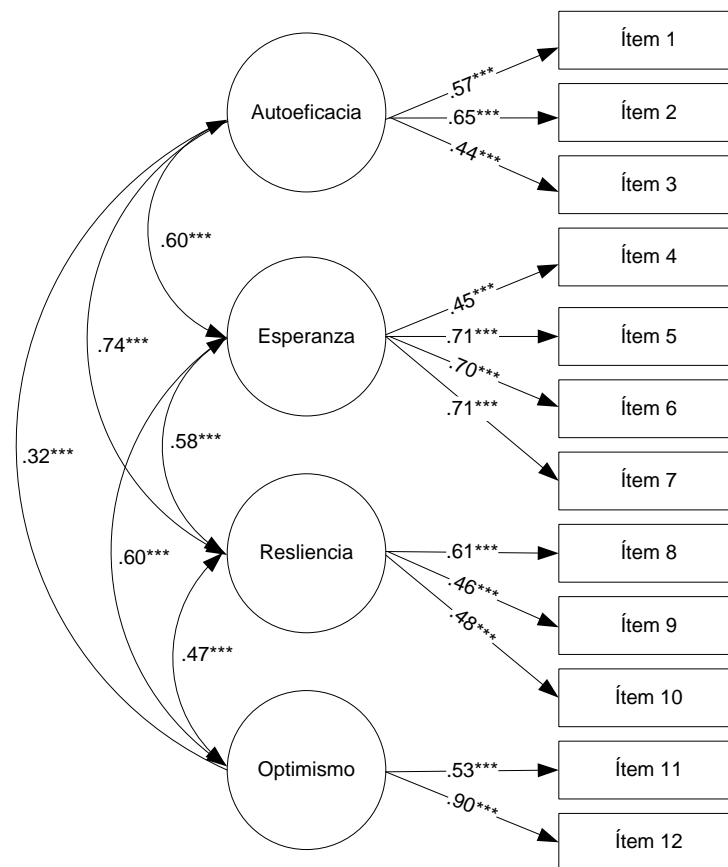 Ítem 1
.57***
Autoeficacia
.65***
Ítem 2
.44***
Ítem 3
.60***
Ítem 4
.45***
Esperanza
.71***
Ítem 5
.74***
.70***
Ítem 6
.71***
.58***
.32***
Ítem 7
Resliencia
.61***
Ítem 8
.60***
.46***
Ítem 9
.48***
.47***
Ítem 10
Optimismo
.53***
Ítem 11
.90***
Ítem 12